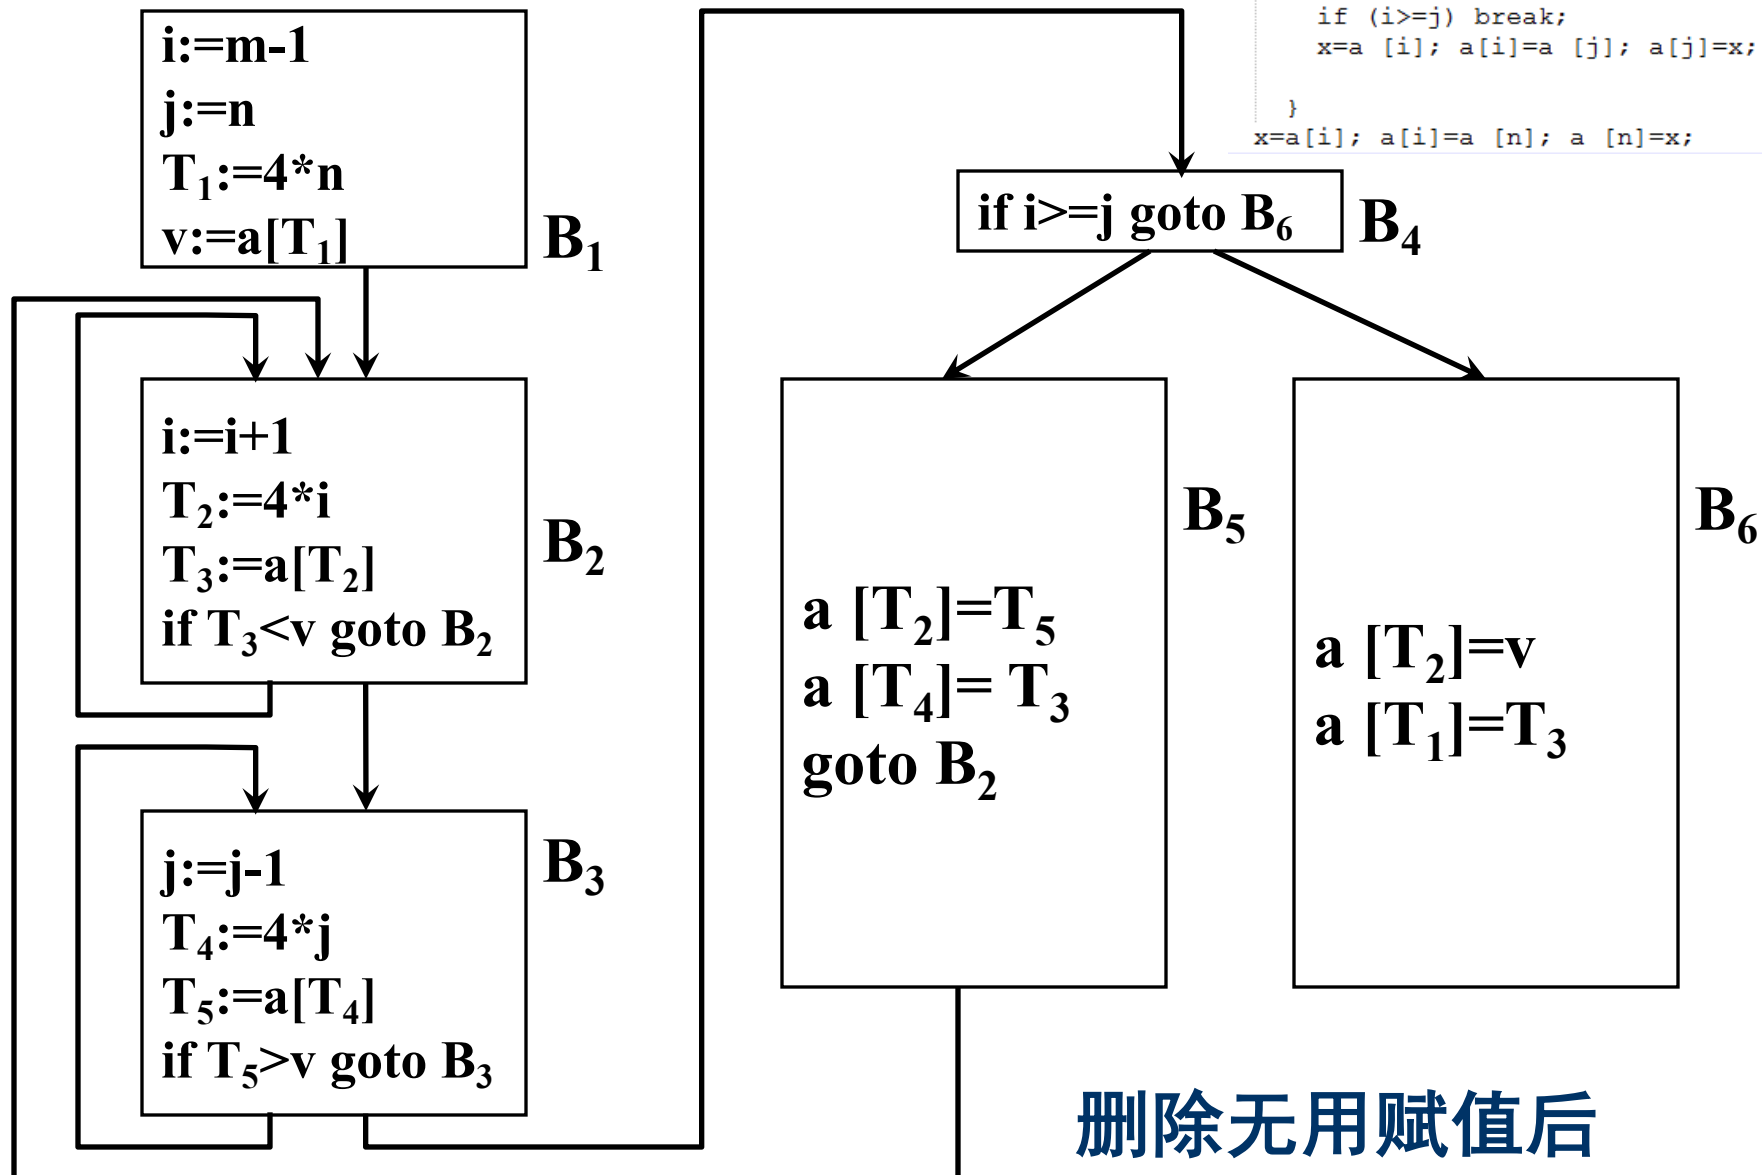 i:=m-1
j:=n
T₁:=4*n
v:=a[T₁]
B₁
i:=i+1
T₂:=4*i
T₃:=a[T₂]
if T₃<v goto B₂
B₂
j:=j-1
T₄:=4*j
T₅:=a[T₄]
if T₅>v goto B₃
B₃
if (i>=j) break;
x=a [i]; a[i]=a [j]; a[j]=x;
}
x=a[i]; a[i]=a [n]; a [n]=x;
if i>=j goto B₆
B₄
a [T₂]=T₅
a [T₄]= T₃
goto B₂
B₅
a [T₂]=v
a [T₁]=T₃
B₆
删除无用赋值后